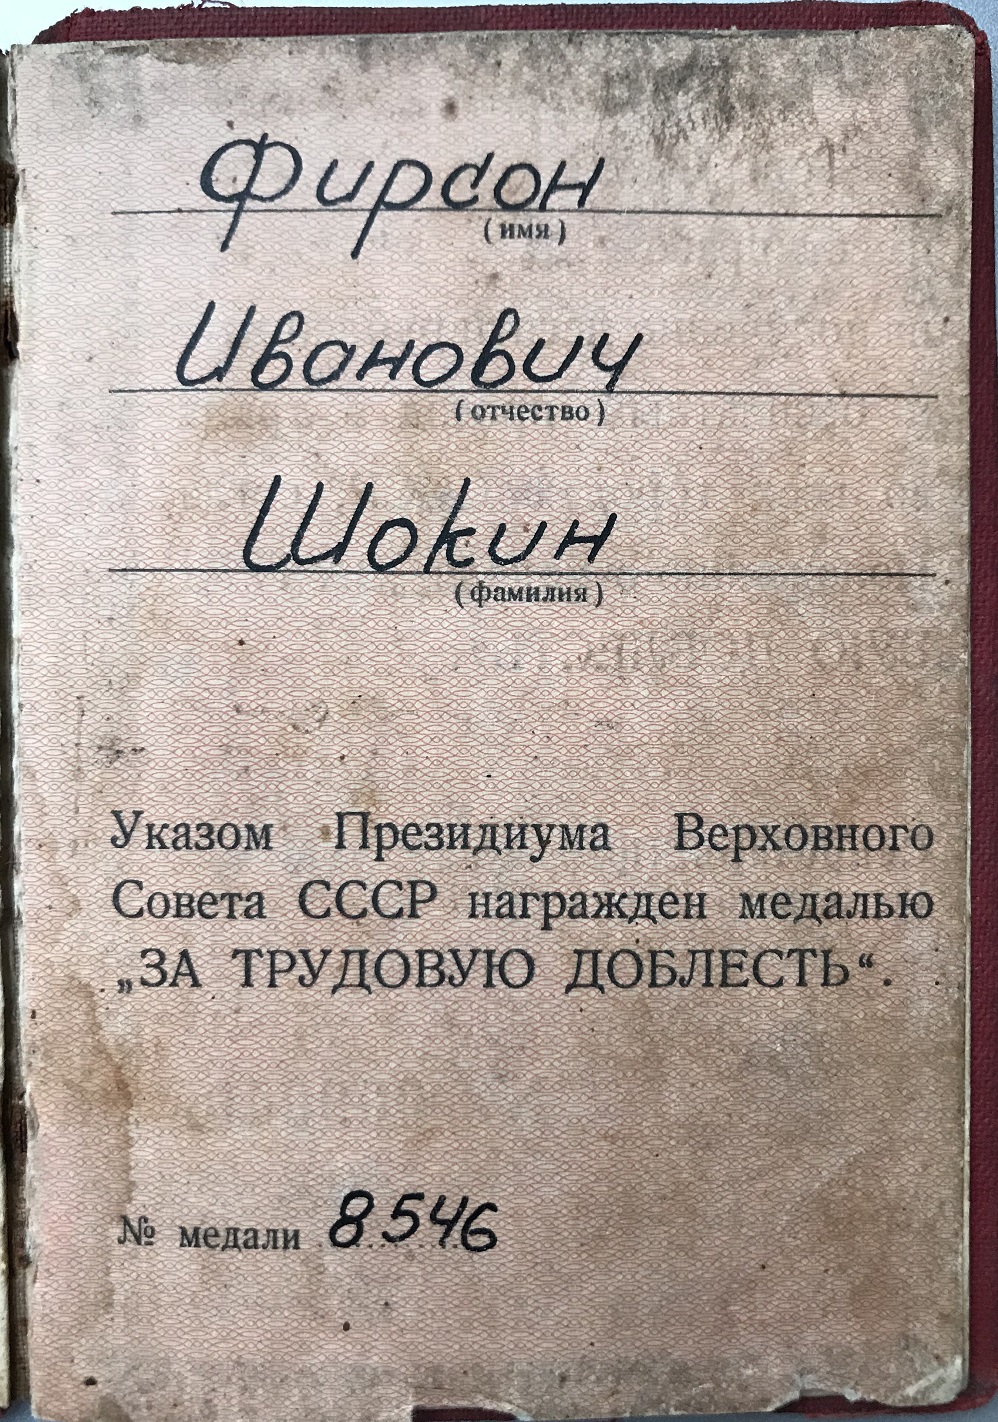 Фирсон
(имя)
Иванович
(отчество)
Шокин
(фамилия)
Указом Президиума Верховного
Совета СССР награжден медалью
„ЗА ТРУДОВУЮ ДОБЛЕСТЬ“.
№ медали 8546